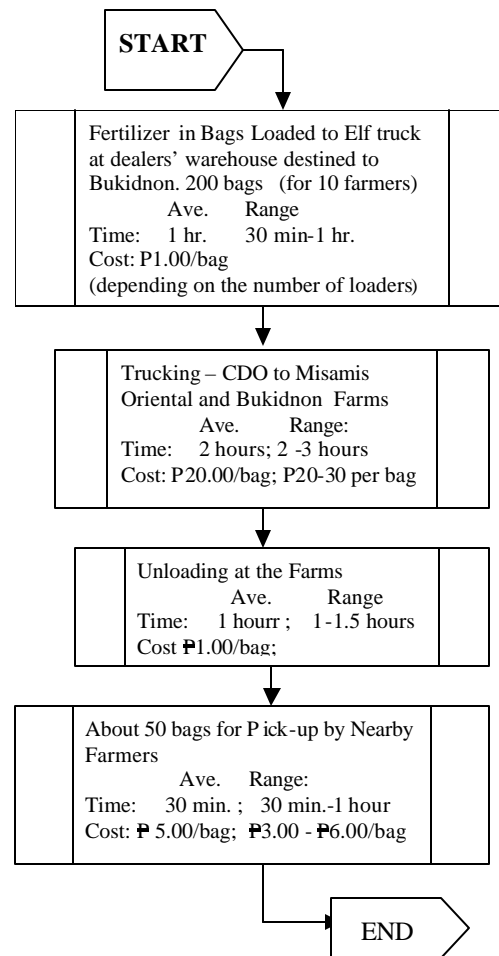 START
Fertilizer in Bags Loaded to Elf truck
at dealers' warehouse destined to
Bukidnon. 200 bags (for 10 farmers)
Ave. Range
Time: 1 hr. 30 min-1 hr.
Cost: P1.00/bag
(depending on the number of loaders)
Trucking – CDO to Misamis
Oriental and Bukidnon Farms
Ave. Range:
Time: 2 hours; 2 -3 hours
Cost: P20.00/bag; P20-30 per bag
Unloading at the Farms
Ave. Range
Time: 1 hourr ; 1-1.5 hours
Cost ₱1.00/bag;
About 50 bags for P ick-up by Nearby
Farmers
Ave. Range:
Time: 30 min. ; 30 min.-1 hour
Cost: ₱ 5.00/bag; ₱3.00 - ₱6.00/bag
END